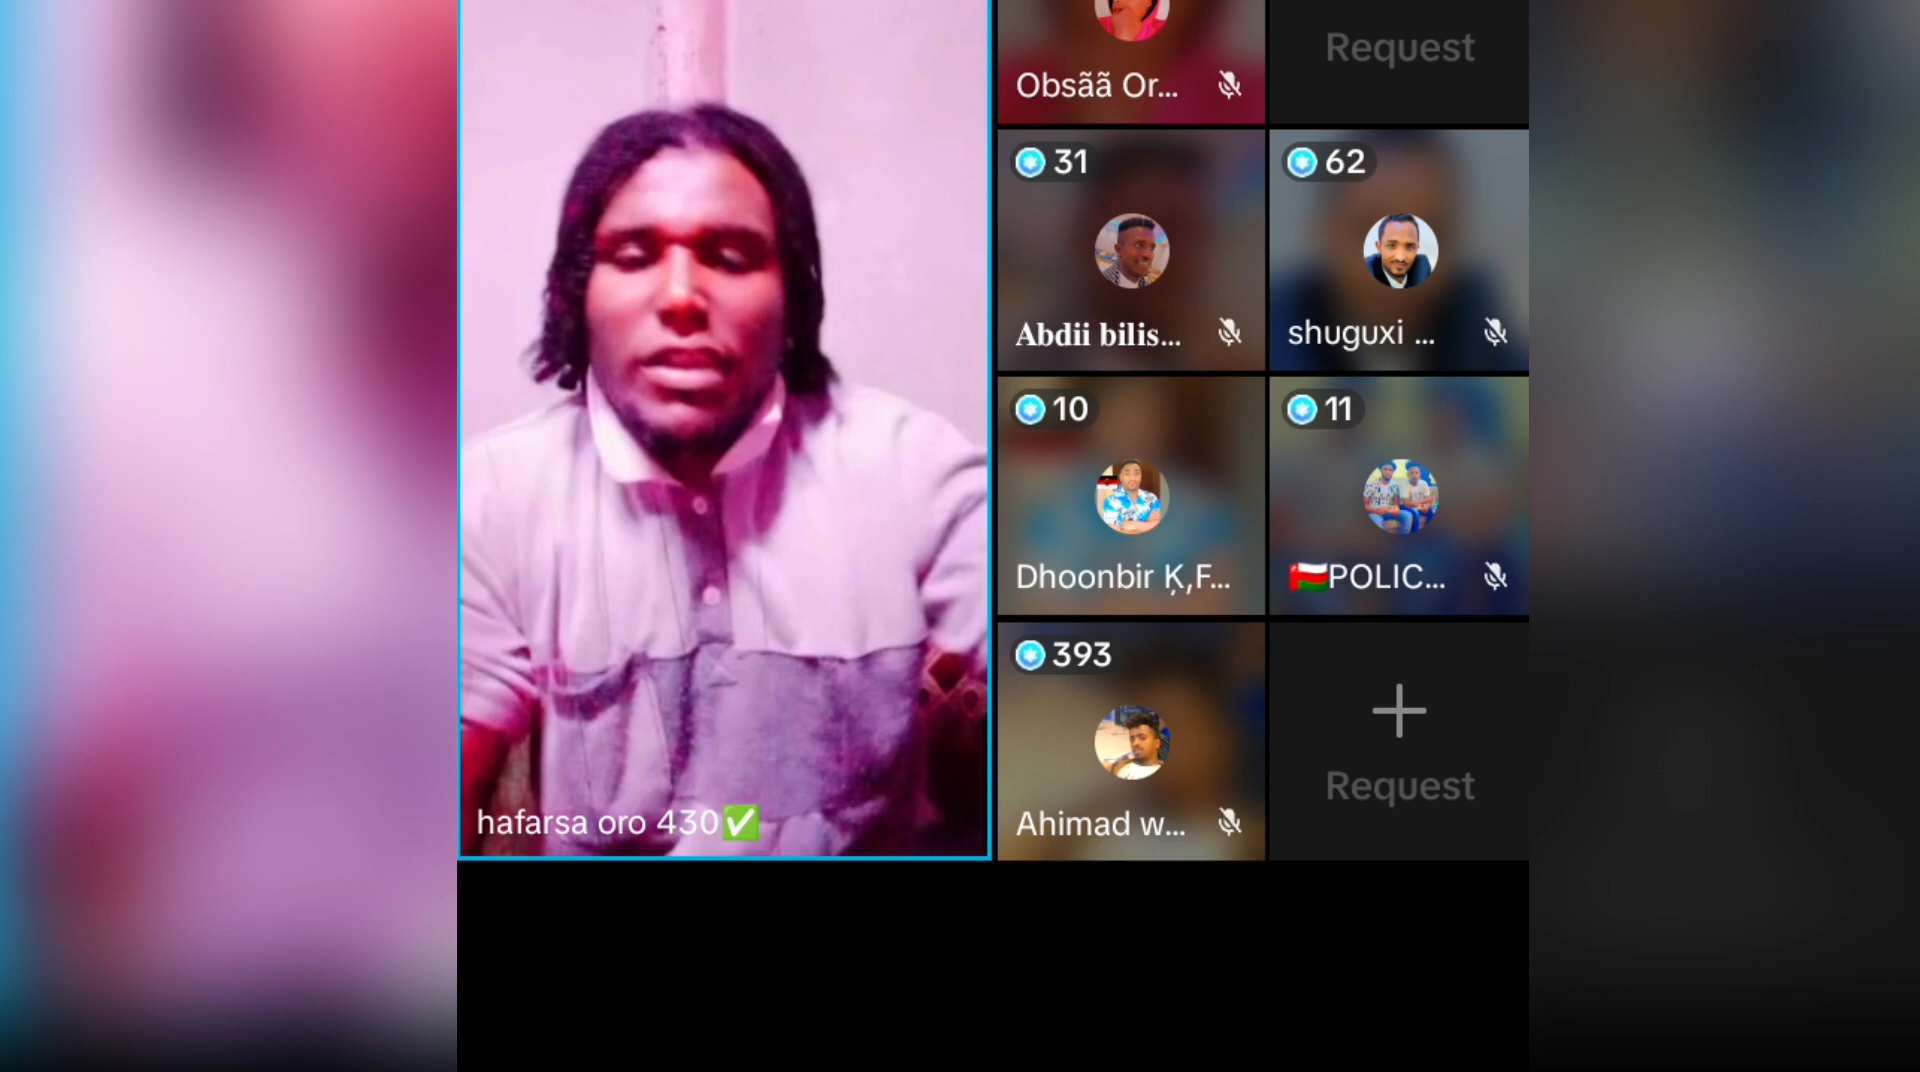 Obsãã Or...
Request
31
62
Abdii bilis...
shuguxi ...
10
11
Dhoonbir Ķ,F...
🇴🇲POLIC...
393
Ahimad w...
Request
hafarsa oro 430✅